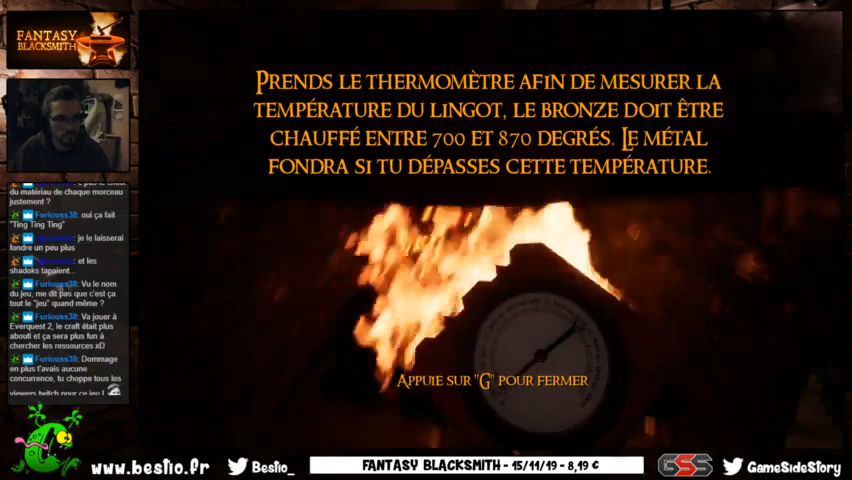 FANTASY
BLACKSMITH
PRENDS LE THERMOMÈTRE AFIN DE MESURER LA
TEMPÉRATURE DU LINGOT, LE BRONZE DOIT ÊTRE
CHAUFFÉ ENTRE 700 ET 870 DEGRÉS. LE MÉTAL
FONDRA SI TU DÉPASSES CETTE TEMPÉRATURE.
du matériau de chaque morceau
justement ?
Furiouss38: oui ça fait
"Ting Ting Ting"
: je le laisserai
fondre un peu plus
: et les
shadoks tapaient...
Furiouss38: Vu le nom
du jeu, me dit pas que c'est ça
tout le "jeu" quand même ?
Furiouss38: Va jouer à
Everquest 2, le craft était plus
abouti et ça sera plus fun à
chercher les ressources xD
Furiouss38: Dommage
en plus t'avais aucune
concurrence, tu choppe tous les
viewers twitch pour ce jeu !
APPUIE SUR "G" POUR FERMER
www.bestio.fr
Bestio_
FANTASY BLACKSMITH - 15/11/19 - 8,19 €
GSS
GameSideStory